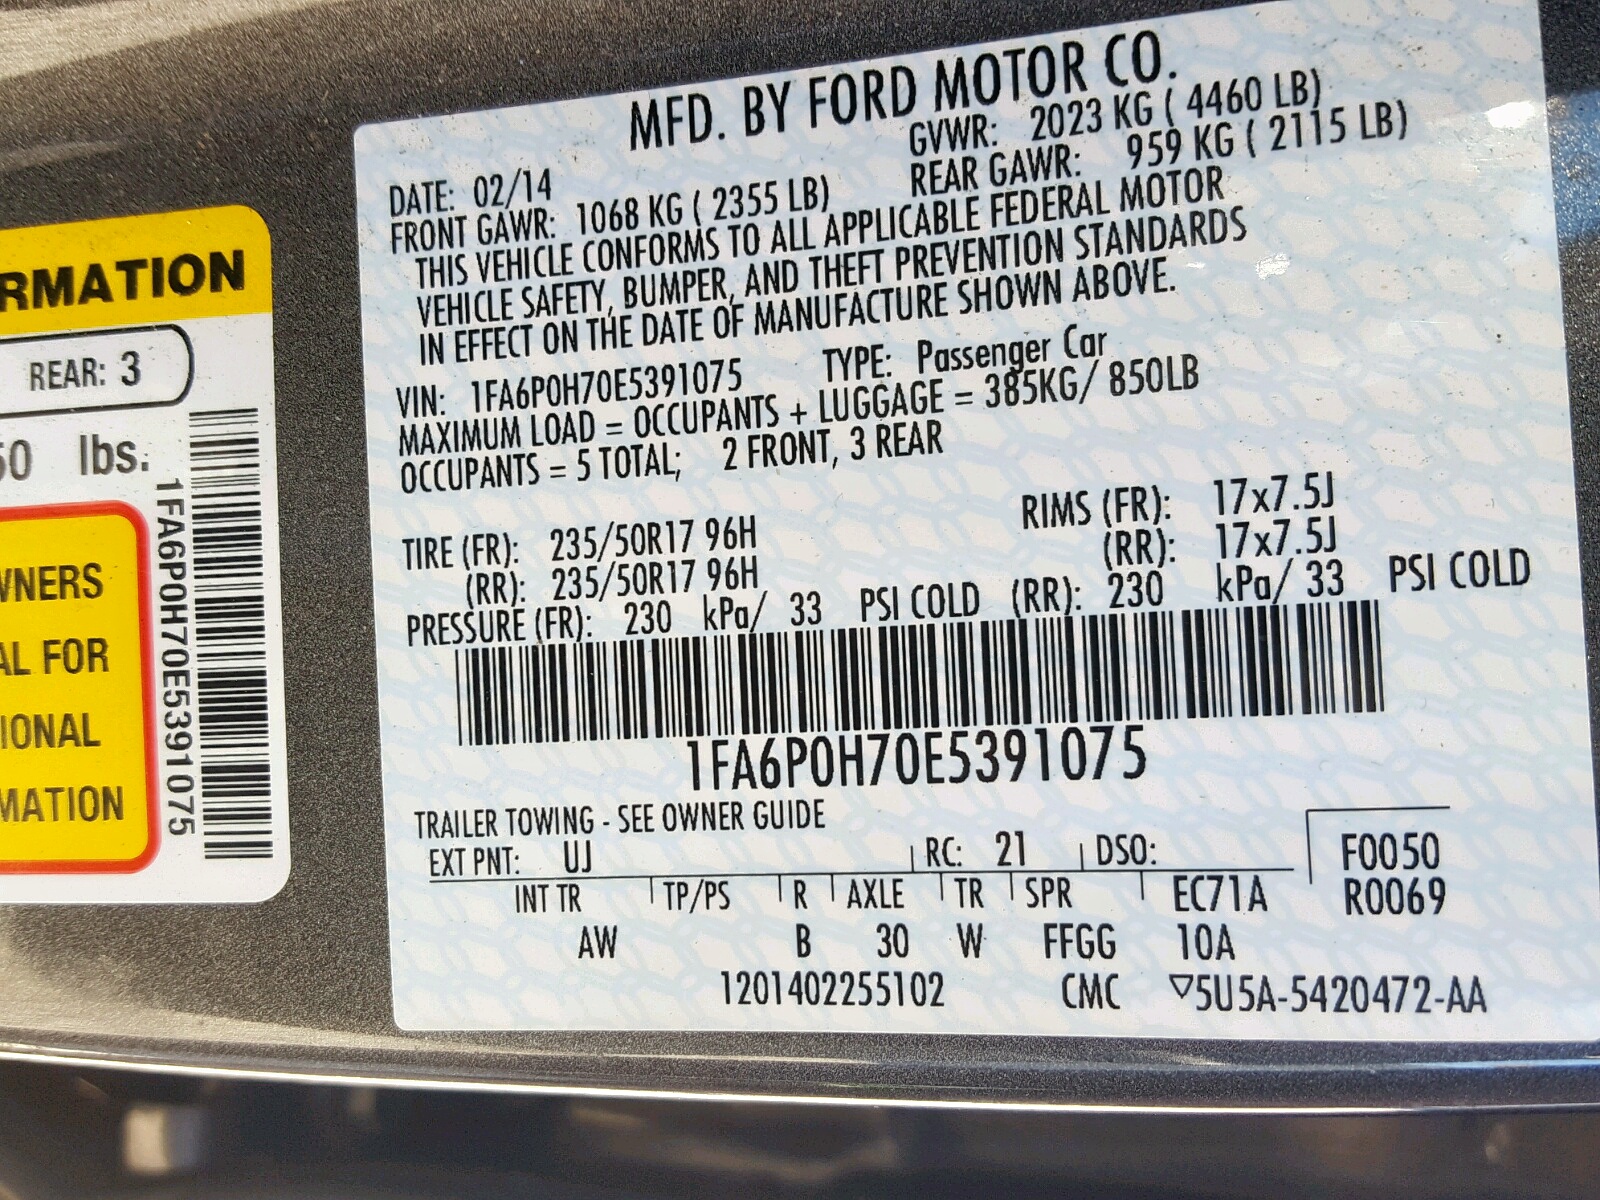 RMATION
REAR: 3
50 lbs.
WNERS
AL FOR
IONAL
MATION
1FA6P0H70E5391075
MFD. BY FORD MOTOR CO.
DATE: 02/14 GVWR: 2023 KG ( 4460 LB)
FRONT GAWR: 1068 KG ( 2355 LB) REAR GAWR: 959 KG ( 2115 LB)
THIS VEHICLE CONFORMS TO ALL APPLICABLE FEDERAL MOTOR
VEHICLE SAFETY, BUMPER, AND THEFT PREVENTION STANDARDS
IN EFFECT ON THE DATE OF MANUFACTURE SHOWN ABOVE.
VIN: 1FA6P0H70E5391075 TYPE: Passenger Car
MAXIMUM LOAD = OCCUPANTS + LUGGAGE = 385KG/ 850LB
OCCUPANTS = 5 TOTAL; 2 FRONT, 3 REAR
TIRE (FR): 235/50R17 96H RIMS (FR): 17x7.5J
(RR): 235/50R17 96H (RR): 17x7.5J
PRESSURE (FR): 230 kPa/ 33 PSI COLD (RR): 230 kPa/ 33 PSI COLD
1FA6P0H70E5391075
TRAILER TOWING - SEE OWNER GUIDE
EXT PNT: UJ RC: 21 DSO: F0050
INT TR TP/PS R AXLE TR SPR EC71A R0069
AW B 30 W FFGG 10A
1201402255102 CMC ▽5U5A-5420472-AA